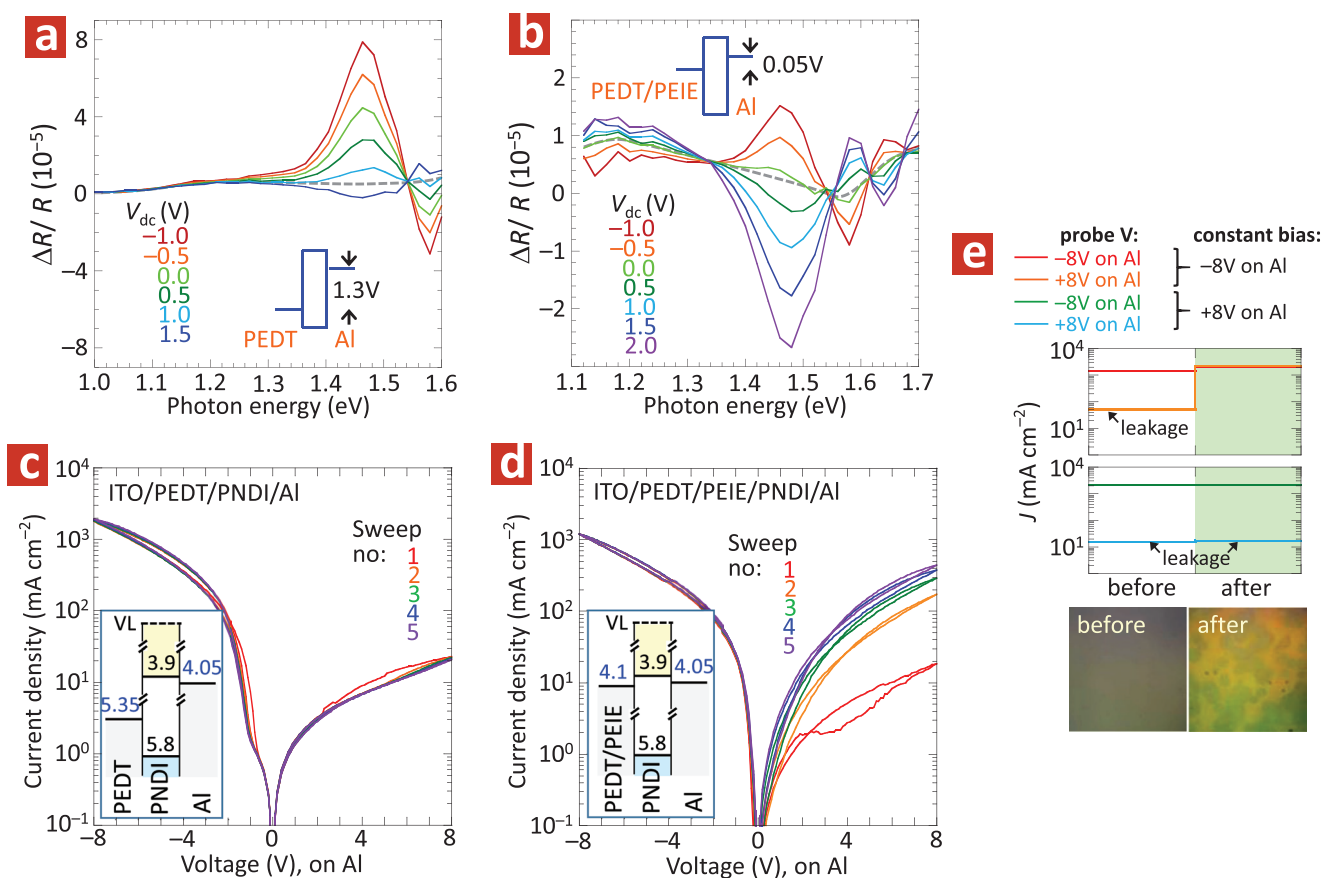 a
8
4
0
−4
−8
1.0
1.1
1.2
1.3
1.4
1.5
1.6
Photon energy (eV)
ΔR/ R (10⁻⁵)
Vdc (V)
−1.0
−0.5
0.0
0.5
1.0
1.5
1.3V
PEDT
Al
b
2
1
0
−1
−2
1.1
1.2
1.3
1.4
1.5
1.6
1.7
Photon energy (eV)
ΔR/ R (10⁻⁵)
PEDT/PEIE
Al
0.05V
Vdc (V)
−1.0
−0.5
0.0
0.5
1.0
1.5
2.0
c
ITO/PEDT/PNDI/Al
10⁴
10³
10²
10¹
10⁰
10⁻¹
−8
−4
0
4
8
Voltage (V), on Al
Current density (mA cm⁻²)
Sweep
no:
1
2
3
4
5
VL
3.9
4.05
5.35
5.8
PEDT
PNDI
Al
d
ITO/PEDT/PEIE/PNDI/Al
10⁴
10³
10²
10¹
10⁰
10⁻¹
−8
−4
0
4
8
Voltage (V), on Al
Current density (mA cm⁻²)
Sweep
no:
1
2
3
4
5
VL
4.1
3.9
4.05
5.8
PEDT/PEIE
PNDI
Al
e
probe V:
constant bias:
−8V on Al
+8V on Al
−8V on Al
−8V on Al
+8V on Al
+8V on Al
10⁴
10¹
leakage
10⁴
10¹
leakage
J (mA cm⁻²)
before
after
before
after